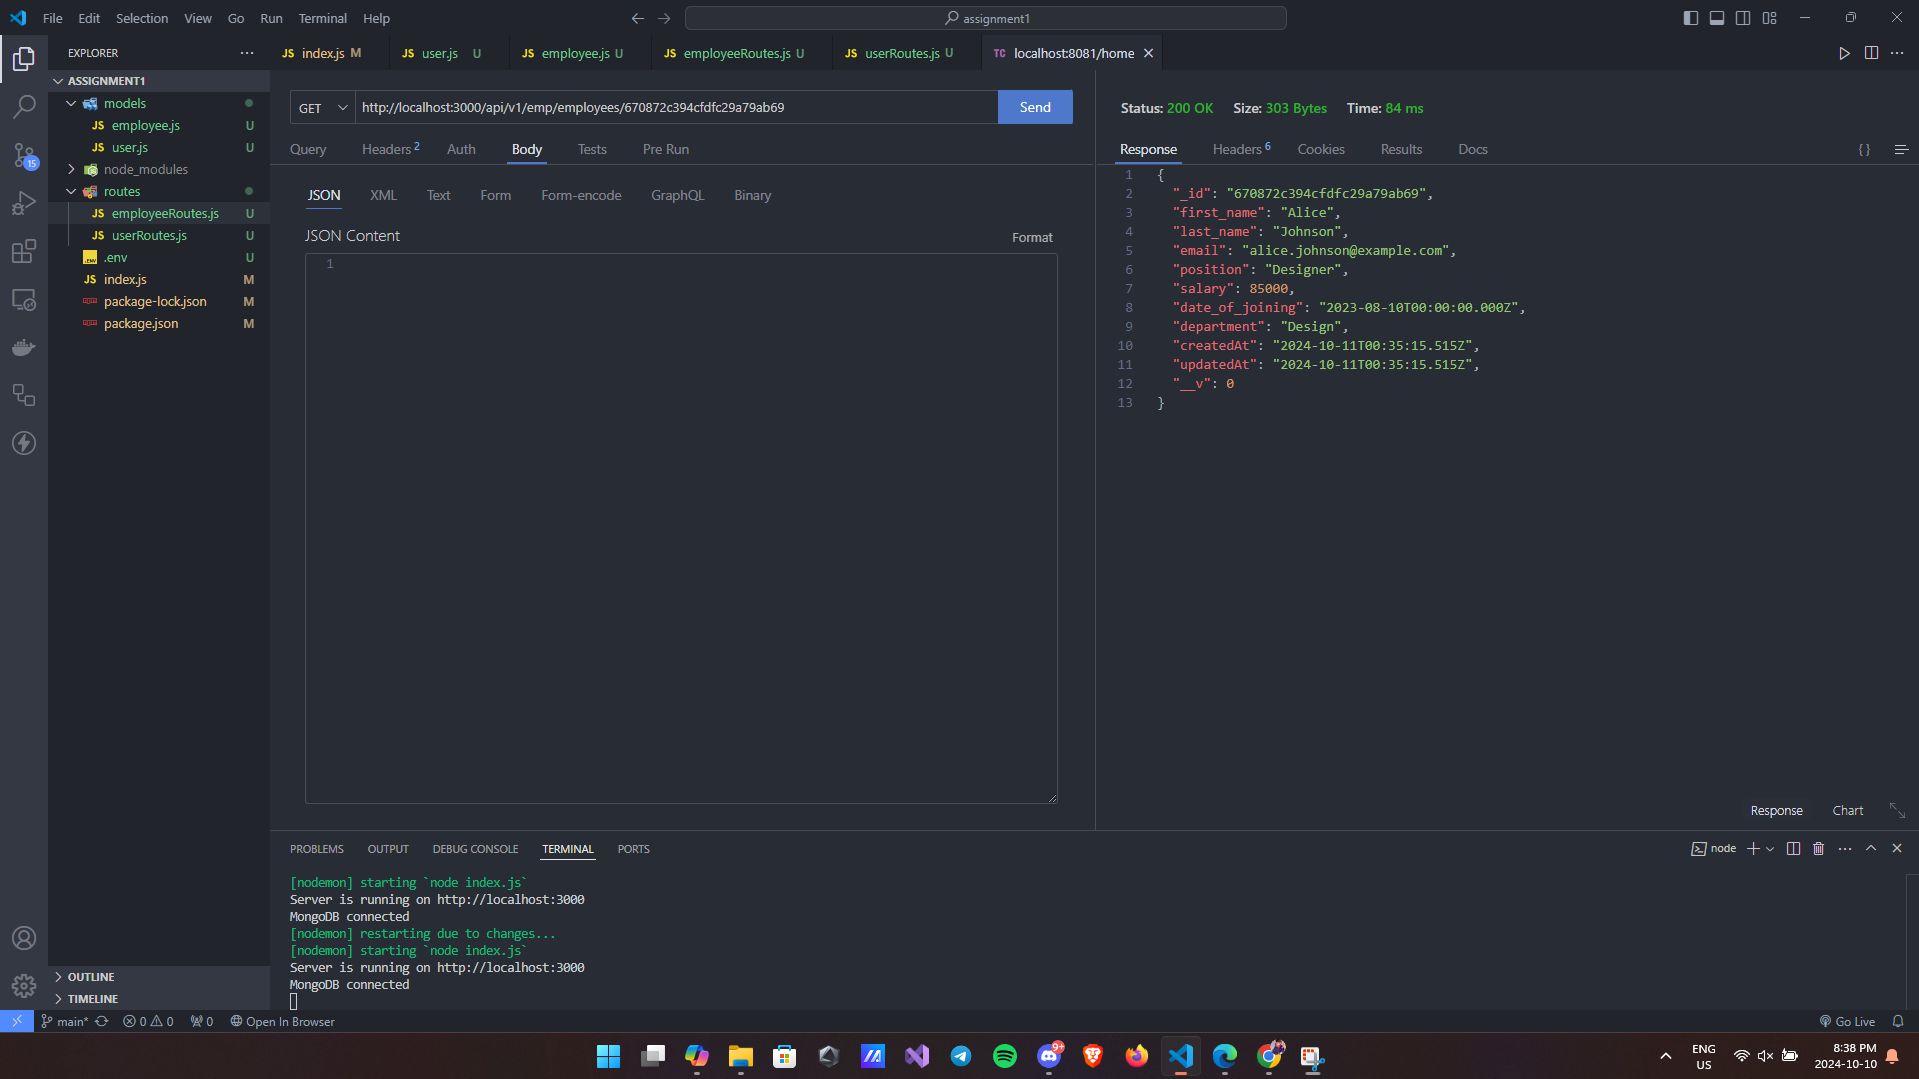 File Edit Selection View Go Run Terminal Help
assignment1
EXPLORER
index.js M
user.js U
employee.js U
employeeRoutes.js U
userRoutes.js U
TC localhost:8081/home
ASSIGNMENT1
models
JS employee.js U
JS user.js U
node_modules
routes
JS employeeRoutes.js U
JS userRoutes.js U
.env U
JS index.js M
package-lock.json M
package.json M
15
OUTLINE
TIMELINE
GET
http://localhost:3000/api/v1/emp/employees/670872c394cfdfc29a79ab69
Send
Query Headers 2 Auth Body Tests Pre Run
JSON XML Text Form Form-encode GraphQL Binary
JSON Content
Format
1
Status: 200 OK Size: 303 Bytes Time: 84 ms
Response Headers 6 Cookies Results Docs
{ }
1 {
2 "_id": "670872c394cfdfc29a79ab69",
3 "first_name": "Alice",
4 "last_name": "Johnson",
5 "email": "alice.johnson@example.com",
6 "position": "Designer",
7 "salary": 85000,
8 "date_of_joining": "2023-08-10T00:00:00.000Z",
9 "department": "Design",
10 "createdAt": "2024-10-11T00:35:15.515Z",
11 "updatedAt": "2024-10-11T00:35:15.515Z",
12 "__v": 0
13 }
Response Chart
PROBLEMS OUTPUT DEBUG CONSOLE TERMINAL PORTS
node
[nodemon] starting `node index.js`
Server is running on http://localhost:3000
MongoDB connected
[nodemon] restarting due to changes...
[nodemon] starting `node index.js`
Server is running on http://localhost:3000
MongoDB connected
main* 0 0 0 Open In Browser
Go Live
9+
ENG
US
8:38 PM
2024-10-10